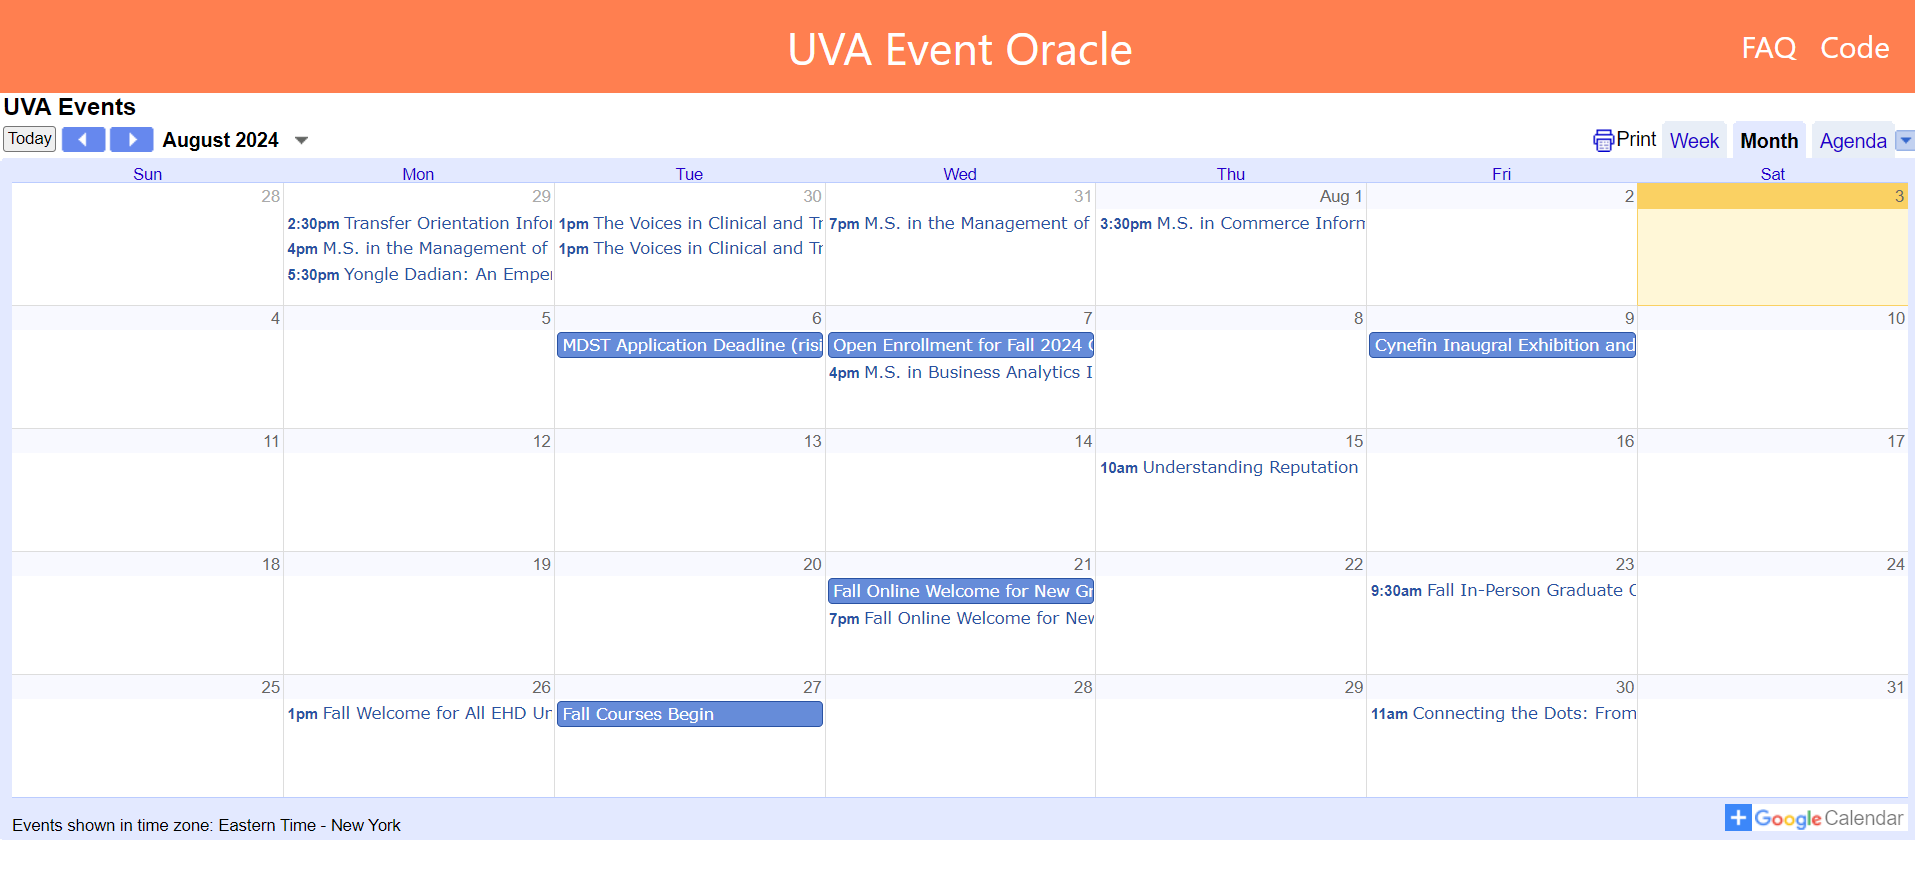 UVA Event Oracle
FAQ Code
UVA Events
Today August 2024 Print Week Month Agenda
Sun Mon Tue Wed Thu Fri Sat
28 29 30 31 Aug 1 2 3
2:30pm Transfer Orientation Infor 1pm The Voices in Clinical and Tr 7pm M.S. in the Management of 3:30pm M.S. in Commerce Inform
4pm M.S. in the Management of 1pm The Voices in Clinical and Tr
5:30pm Yongle Dadian: An Emper
4 5 6 7 8 9 10
MDST Application Deadline (risi Open Enrollment for Fall 2024 Cynefin Inaugral Exhibition and
4pm M.S. in Business Analytics I
11 12 13 14 15 16 17
10am Understanding Reputation
18 19 20 21 22 23 24
Fall Online Welcome for New Gr 9:30am Fall In-Person Graduate
7pm Fall Online Welcome for New
25 26 27 28 29 30 31
1pm Fall Welcome for All EHD Un Fall Courses Begin 11am Connecting the Dots: From
Events shown in time zone: Eastern Time - New York
+ Google Calendar